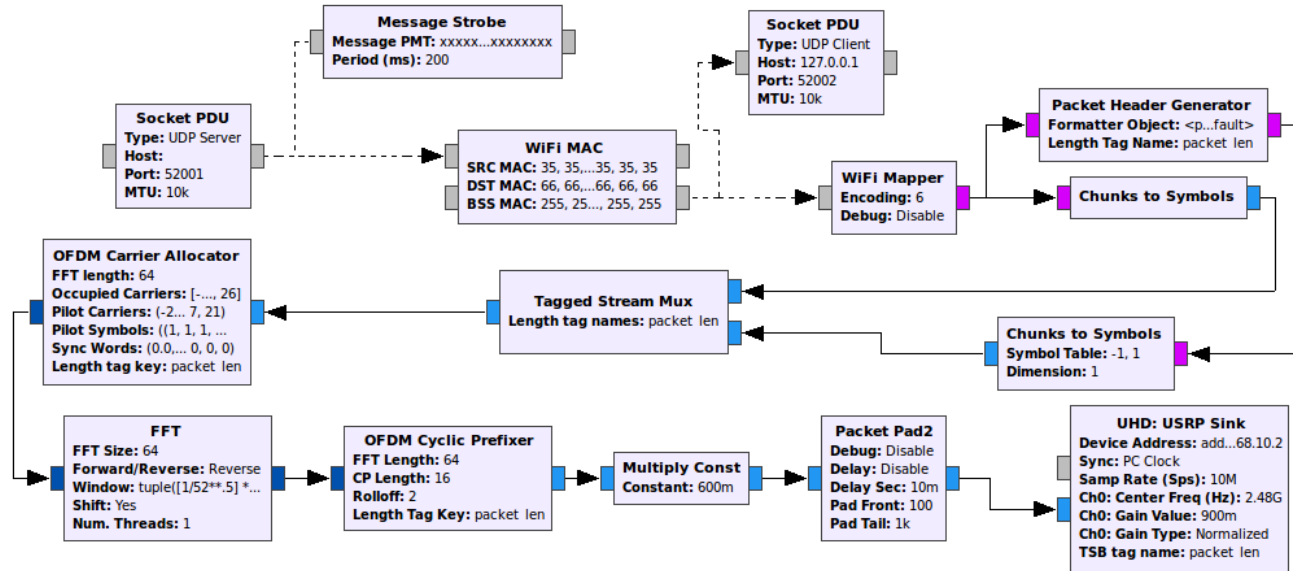 Message Strobe
Message PMT: xxxxx...xxxxxxxx
Period (ms): 200
Socket PDU
Type: UDP Client
Host: 127.0.0.1
Port: 52002
MTU: 10k
Packet Header Generator
Formatter Object: <p...fault>
Length Tag Name: packet_len
Socket PDU
Type: UDP Server
Host:
Port: 52001
MTU: 10k
WiFi MAC
SRC MAC: 35, 35,...35, 35, 35
DST MAC: 66, 66,...66, 66, 66
BSS MAC: 255, 25..., 255, 255
WiFi Mapper
Encoding: 6
Debug: Disable
Chunks to Symbols
OFDM Carrier Allocator
FFT length: 64
Occupied Carriers: [-..., 26]
Pilot Carriers: (-2... 7, 21)
Pilot Symbols: ((1, 1, 1, ...
Sync Words: (0.0,... 0, 0, 0)
Length tag key: packet_len
Tagged Stream Mux
Length tag names: packet_len
Chunks to Symbols
Symbol Table: -1, 1
Dimension: 1
FFT
FFT Size: 64
Forward/Reverse: Reverse
Window: tuple([1/52**.5] *...
Shift: Yes
Num. Threads: 1
OFDM Cyclic Prefixer
FFT Length: 64
CP Length: 16
Rolloff: 2
Length Tag Key: packet_len
Multiply Const
Constant: 600m
Packet Pad2
Debug: Disable
Delay: Disable
Delay Sec: 10m
Pad Front: 100
Pad Tail: 1k
UHD: USRP Sink
Device Address: add...68.10.2
Sync: PC Clock
Samp Rate (Sps): 10M
Ch0: Center Freq (Hz): 2.48G
Ch0: Gain Value: 900m
Ch0: Gain Type: Normalized
TSB tag name: packet_len